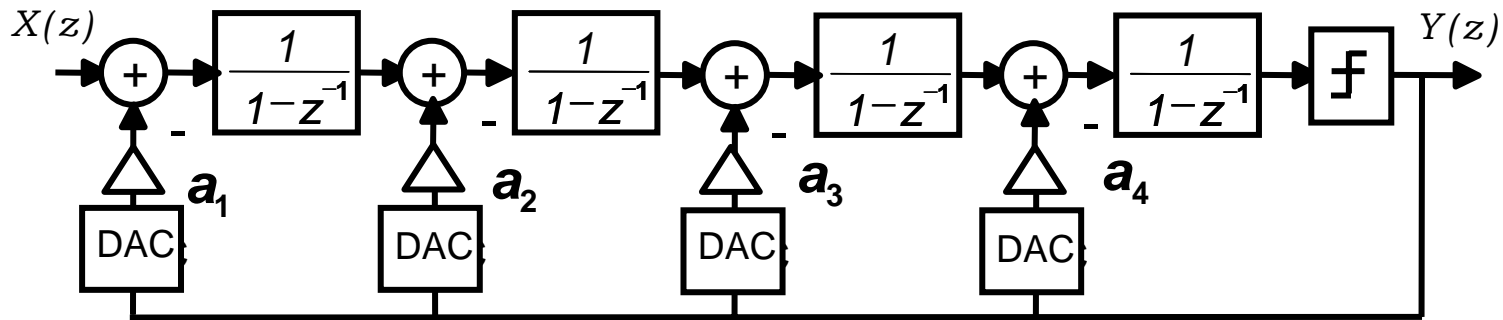 X(z)
Y(z)
+
1
1-z⁻¹
+
1
1-z⁻¹
+
1
1-z⁻¹
+
1
1-z⁻¹
-
-
-
-
a₁
a₂
a₃
a₄
DAC
DAC
DAC
DAC